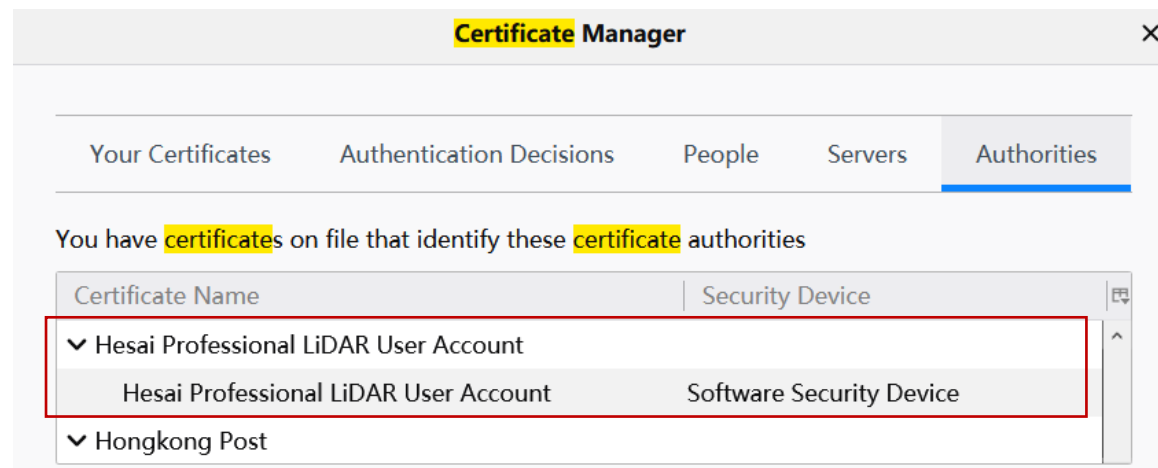 Certificate Manager
Your Certificates Authentication Decisions People Servers Authorities
You have certificates on file that identify these certificate authorities
Certificate Name Security Device
Hesai Professional LiDAR User Account
Hesai Professional LiDAR User Account Software Security Device
Hongkong Post